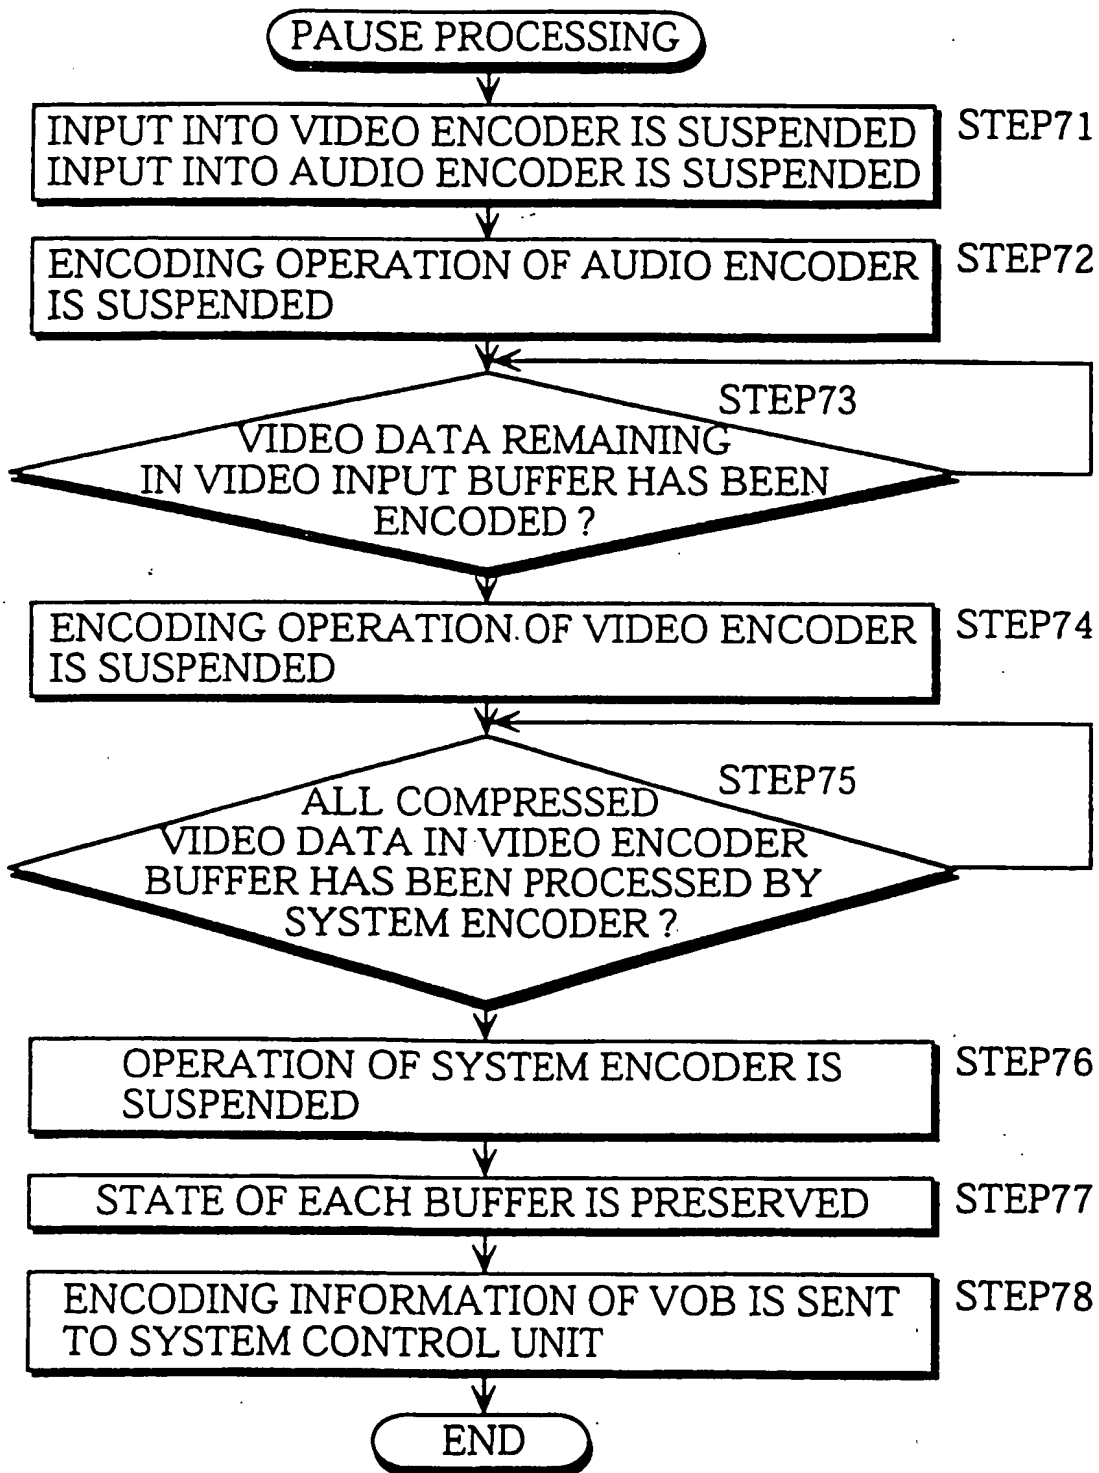 PAUSE PROCESSING
INPUT INTO VIDEO ENCODER IS SUSPENDED
INPUT INTO AUDIO ENCODER IS SUSPENDED
STEP71
ENCODING OPERATION OF AUDIO ENCODER
IS SUSPENDED
STEP72
STEP73
VIDEO DATA REMAINING
IN VIDEO INPUT BUFFER HAS BEEN
ENCODED ?
ENCODING OPERATION OF VIDEO ENCODER
IS SUSPENDED
STEP74
STEP75
ALL COMPRESSED
VIDEO DATA IN VIDEO ENCODER
BUFFER HAS BEEN PROCESSED BY
SYSTEM ENCODER ?
OPERATION OF SYSTEM ENCODER IS
SUSPENDED
STEP76
STATE OF EACH BUFFER IS PRESERVED
STEP77
ENCODING INFORMATION OF VOB IS SENT
TO SYSTEM CONTROL UNIT
STEP78
END